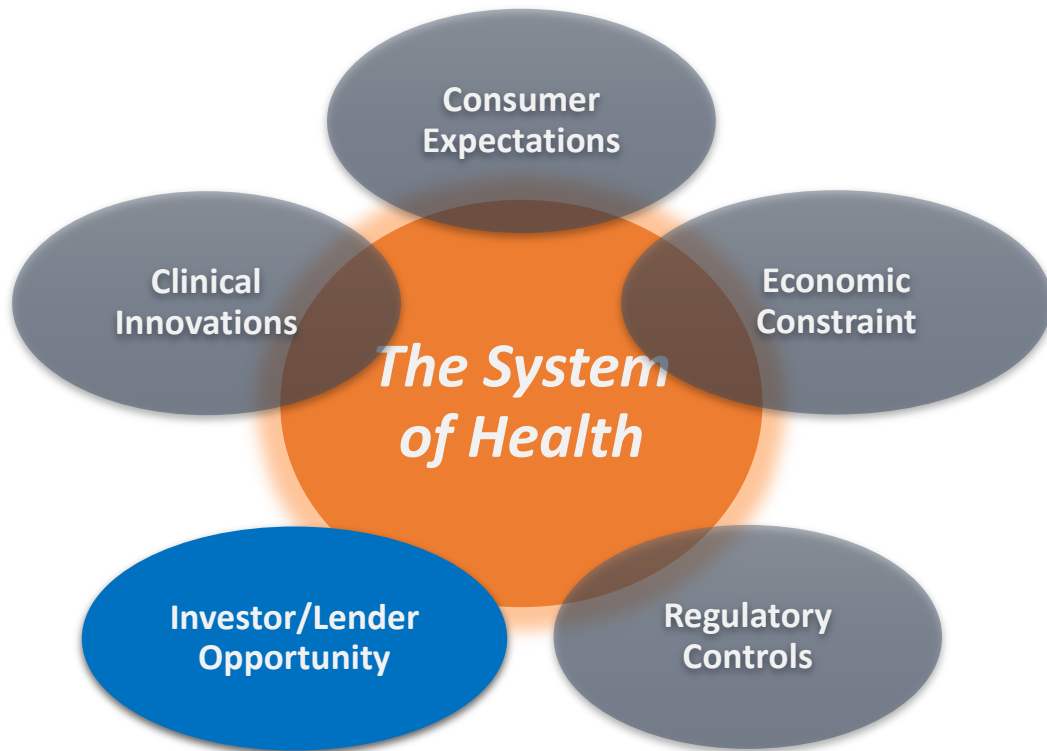 Consumer
Expectations
Clinical
Innovations
Economic
Constraint
The System
of Health
Investor/Lender
Opportunity
Regulatory
Controls